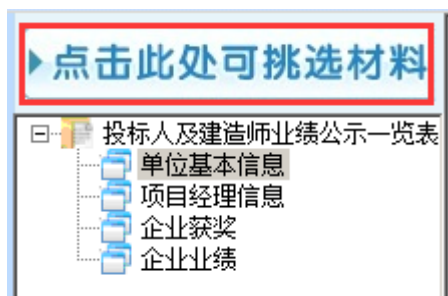 点击此处可挑选材料
投标人及建造师业绩公示一览表
单位基本信息
项目经理信息
企业获奖
企业业绩